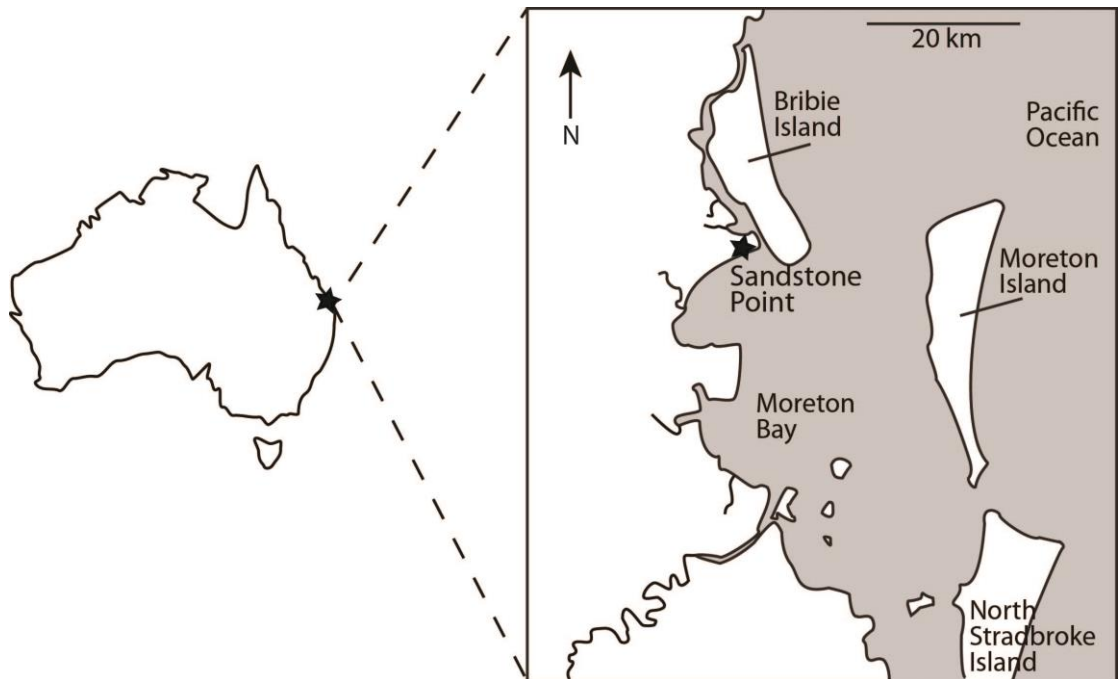 20 km
N
Bribie
Island
Pacific
Ocean
Sandstone
Point
Moreton
Island
Moreton
Bay
North
Stradbroke
Island